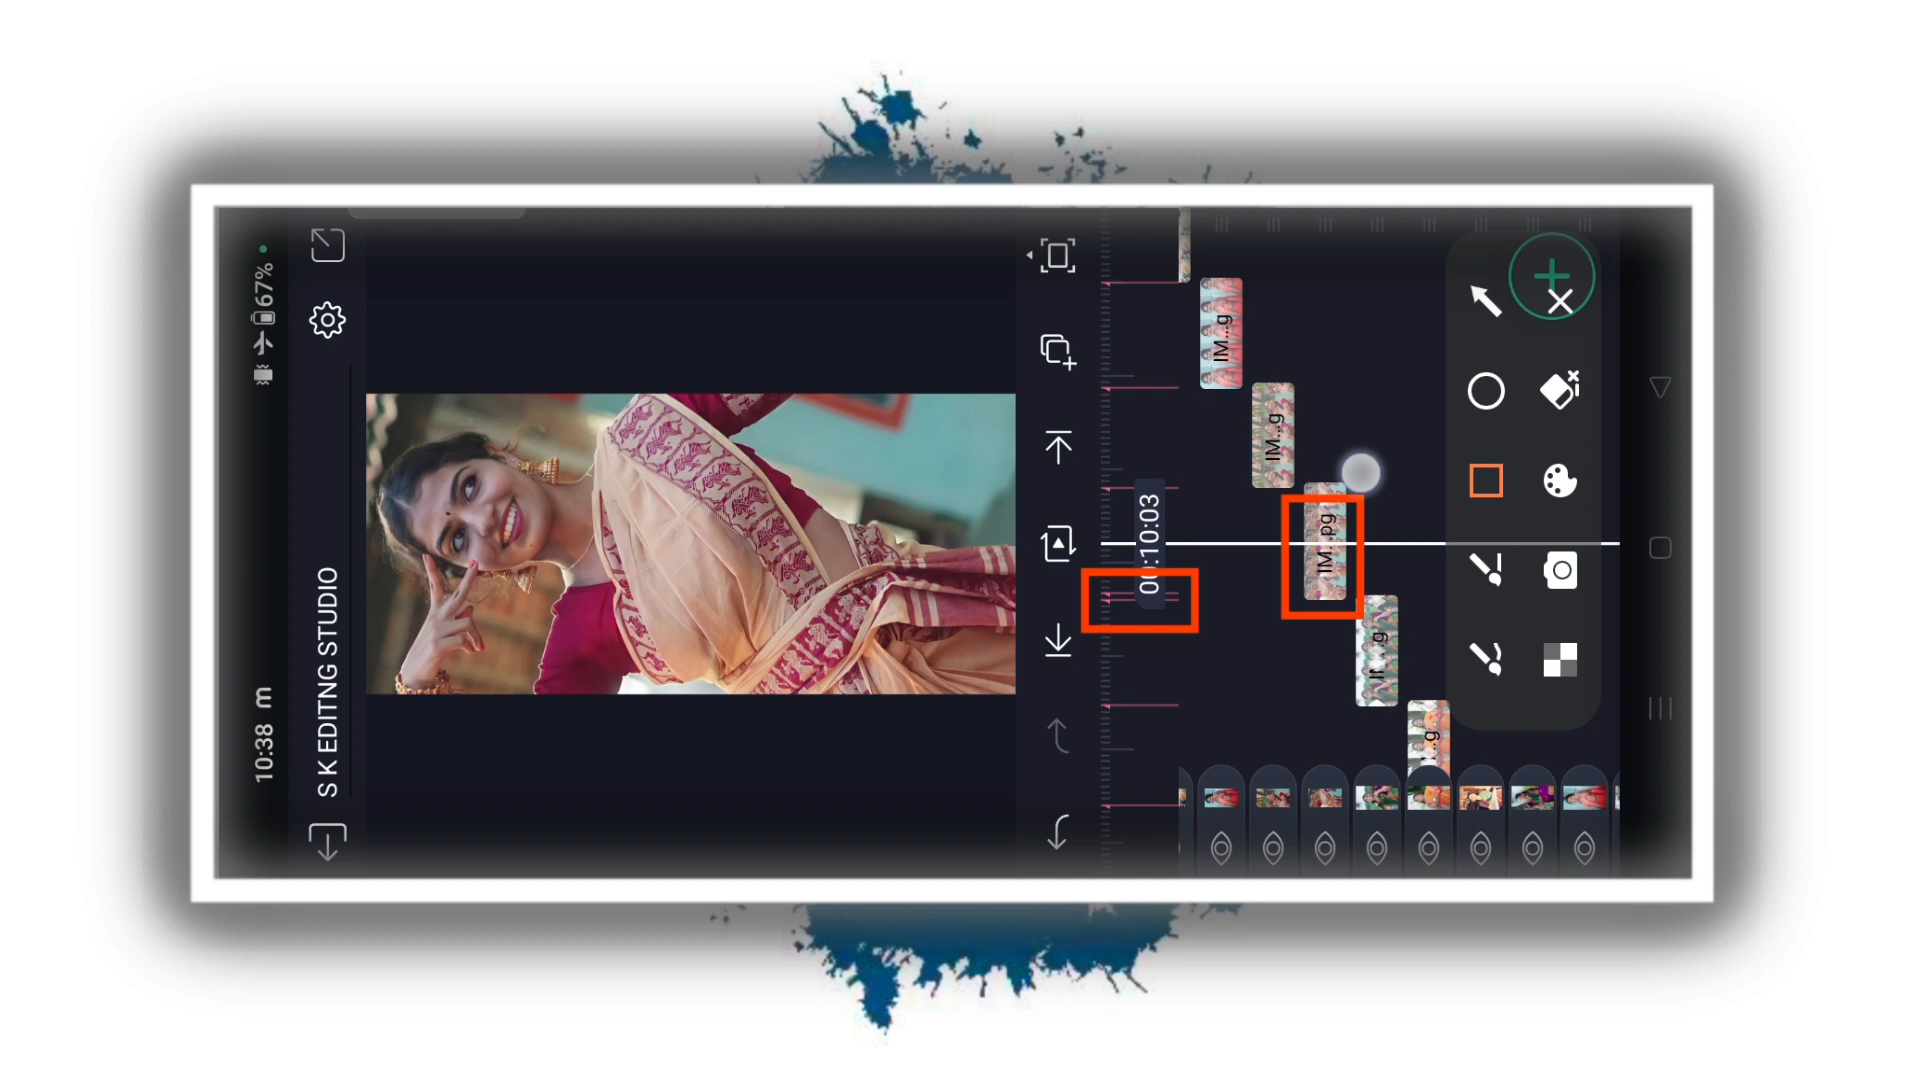 10:38 m
67%
S K EDITNG STUDIO
00:10:03
IM...g
IM...g
IM...pg
...g